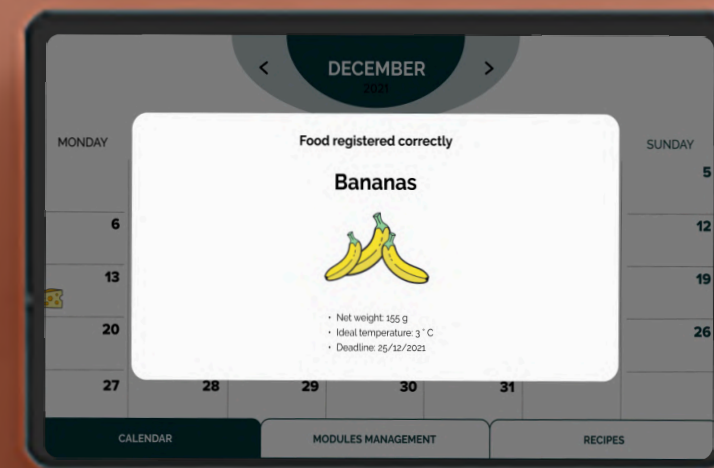 < DECEMBER >
2021
MONDAY
SUNDAY
Food registered correctly
Bananas
5
6
12
13
19
• Net weight: 155 g
• Ideal temperature: 3 ° C
• Deadline: 25/12/2021
20
26
27 28 29 30 31
CALENDAR MODULES MANAGEMENT RECIPES